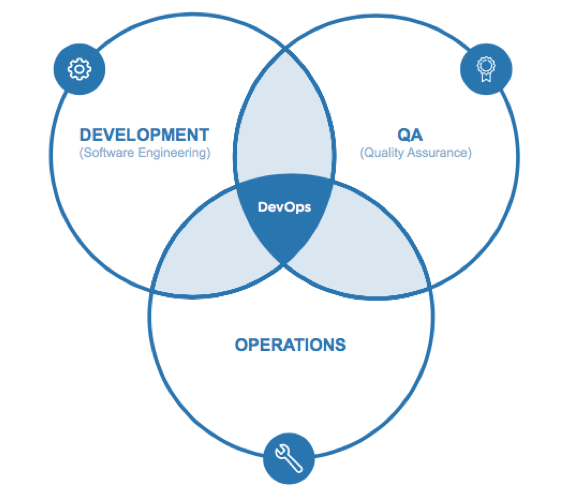 DEVELOPMENT
(Software Engineering)
QA
(Quality Assurance)
DevOps
OPERATIONS